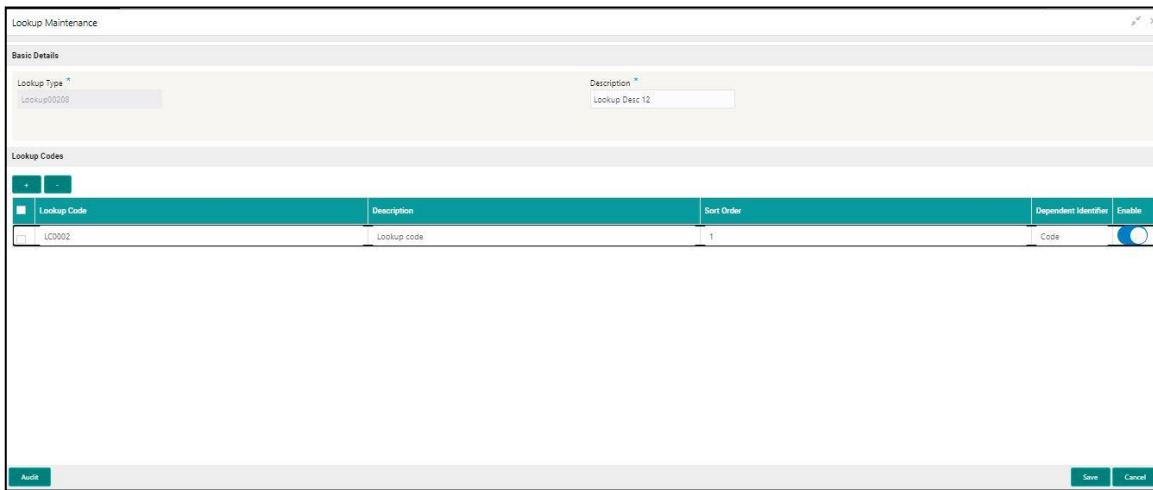 Lookup Maintenance
Basic Details
Lookup Type * Description *
Lookup00208 Lookup Desc 12
Lookup Codes
+ -
Lookup Code Description Sort Order Dependent Identifier Enable
LC0002 Lookup code 1 Code
Audit Save Cancel